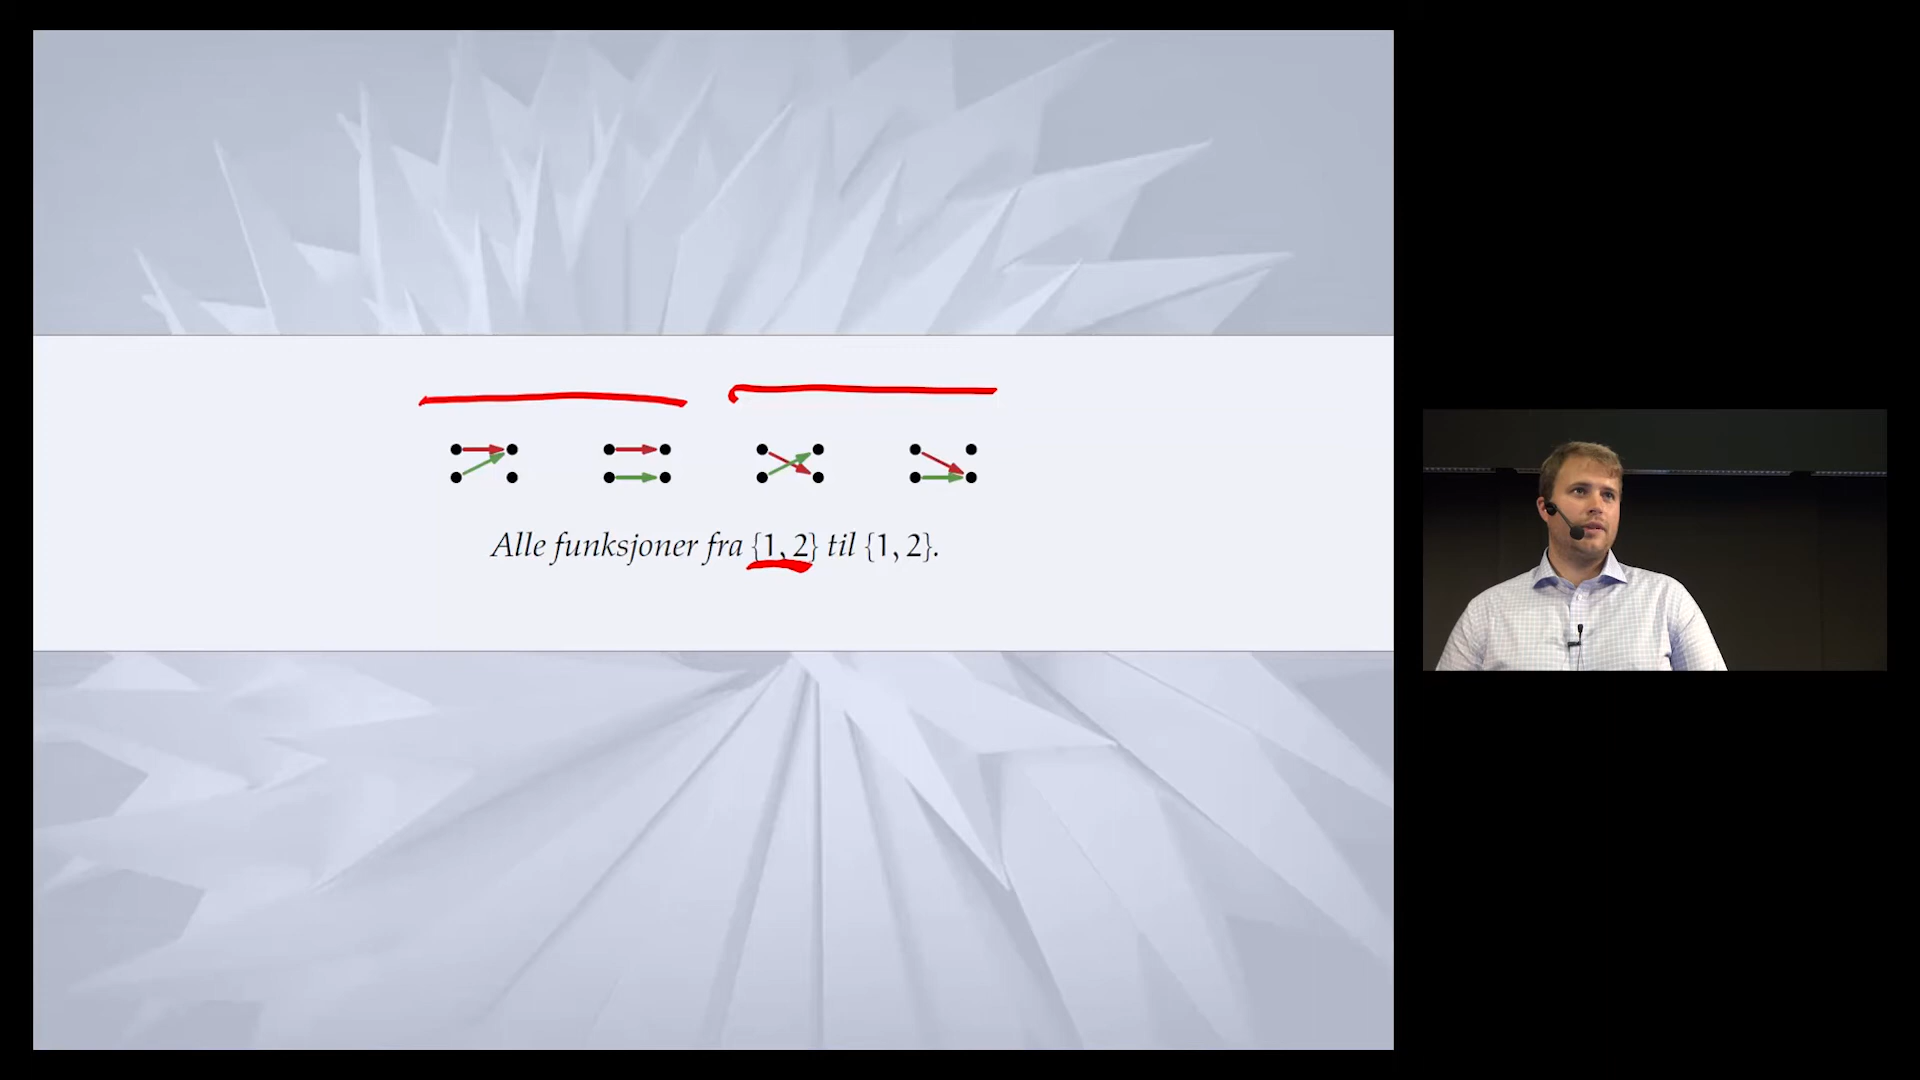 Alle funksjoner fra {1, 2} til {1, 2}.